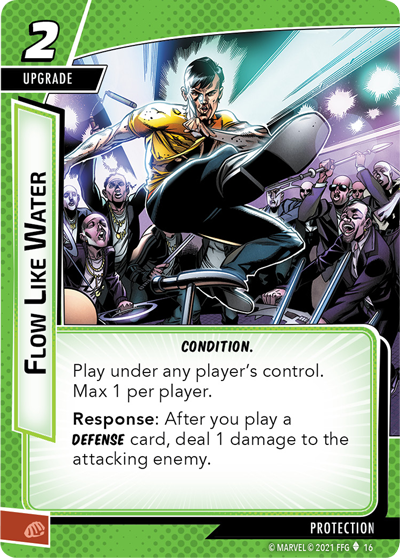 2
UPGRADE
FLOW LIKE WATER
CONDITION.
Play under any player's control.
Max 1 per player.
Response: After you play a
DEFENSE card, deal 1 damage to the
attacking enemy.
PROTECTION
© MARVEL © 2021 FFG 16